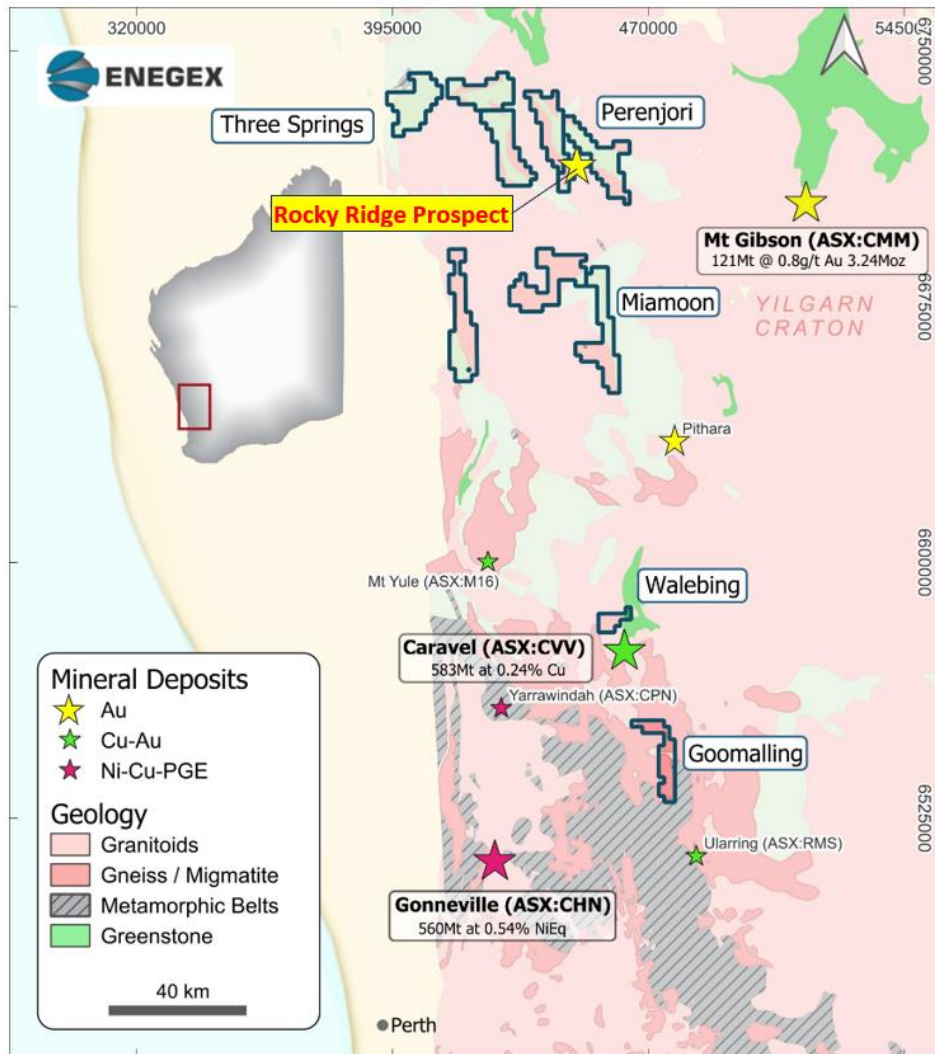 320000
395000
470000
545000
ENEGEX
6750000
Three Springs
Perenjori
Rocky Ridge Prospect
Mt Gibson (ASX:CMM)
121Mt @ 0.8g/t Au 3.24Moz
Miamoon
6675000
YILGARN
CRATON
Pithara
Mt Yule (ASX:M16)
6600000
Walebing
Caravel (ASX:CVV)
583Mt at 0.24% Cu
Yarrawindah (ASX:CPN)
Goomalling
6525000
Ularring (ASX:RMS)
Gonneville (ASX:CHN)
560Mt at 0.54% NiEq
Perth
Mineral Deposits
Au
Cu-Au
Ni-Cu-PGE
Geology
Granitoids
Gneiss / Migmatite
Metamorphic Belts
Greenstone
40 km